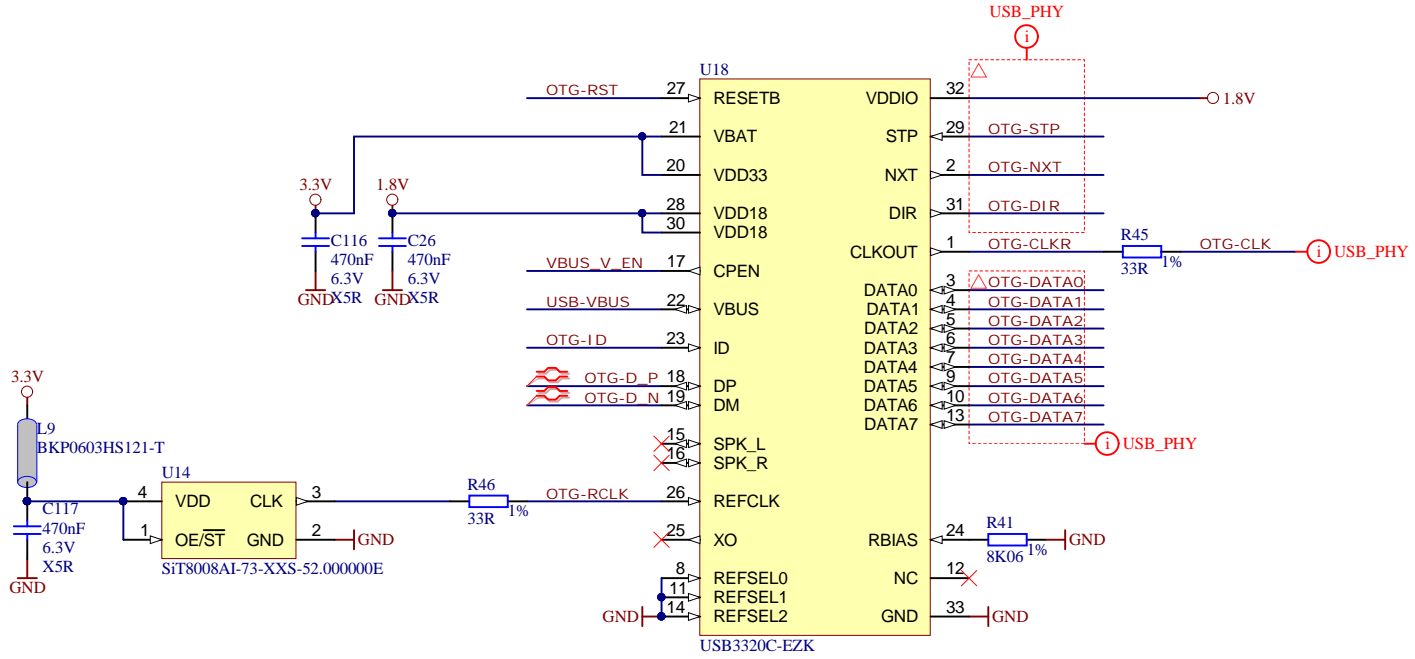 USB_PHY
i
U18
OTG-RST 27 RESETB VDDIO 32 1.8V
21 VBAT STP 29 OTG-STP
20 VDD33 NXT 2 OTG-NXT
3.3V 1.8V
28 VDD18 DIR 31 OTG-DIR
30 VDD18
C116 C26
470nF 470nF
6.3V 6.3V
X5R X5R
GND GND
CLKOUT 1 OTG-CLKR R45 OTG-CLK i USB_PHY
33R 1%
VBUS_V_EN 17 CPEN
DATA0 3 OTG-DATA0
USB-VBUS 22 VBUS DATA1 4 OTG-DATA1
DATA2 5 OTG-DATA2
OTG-ID 23 ID DATA3 6 OTG-DATA3
DATA4 7 OTG-DATA4
OTG-D_P 18 DP DATA5 9 OTG-DATA5
OTG-D_N 19 DM DATA6 10 OTG-DATA6
DATA7 13 OTG-DATA7
i USB_PHY
15 SPK_L
16 SPK_R
3.3V
L9
BKP0603HS121-T
U14
4 VDD CLK 3 R46 OTG-RCLK 26 REFCLK
33R 1%
C117
470nF
6.3V
X5R
GND
1 OE/ST GND 2 GND
SiT8008AI-73-XXS-52.000000E
25 XO RBIAS 24 R41 GND
8K06 1%
8 REFSEL0 NC 12
11 REFSEL1
GND 14 REFSEL2 GND 33 GND
USB3320C-EZK